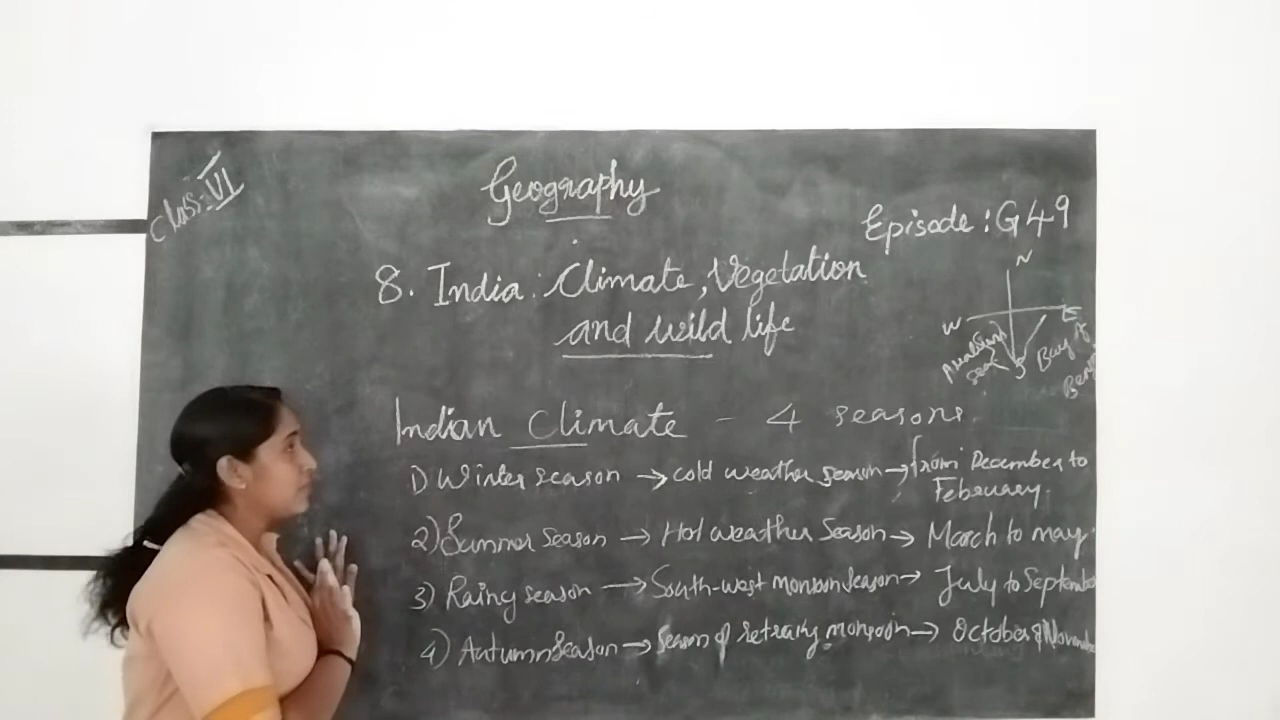 Class: VI
Geography
Episode: G49
8. India: Climate, Vegetation
and wild life
N
W
E
S
Bay of
sea
Indian Climate - 4 seasons
1) Winter season → cold weather season → from December to
February.
2) Summer season → Hot weather Season → March to may.
3) Rainy season → South-west monsoon season → July to September
4) Autumn season → Season of monsoon → October & November